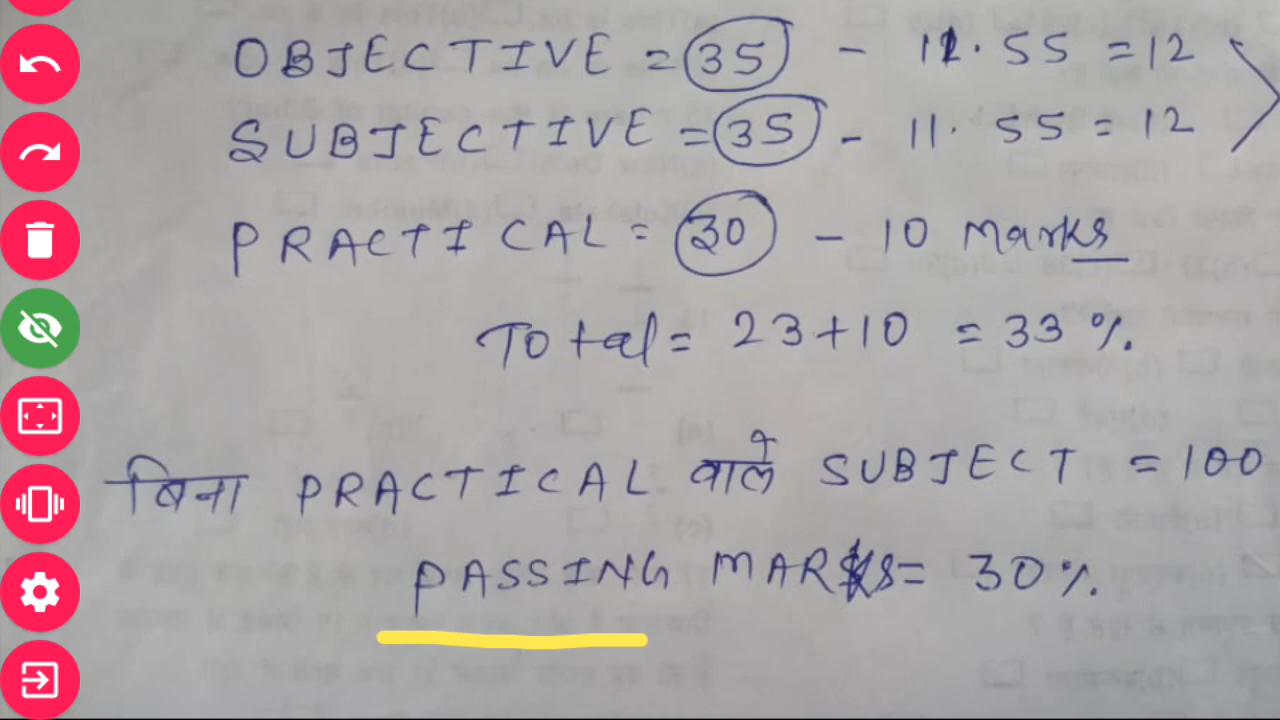 OBJECTIVE = 35 - 11.55 = 12
SUBJECTIVE = 35 - 11.55 = 12
PRACTICAL = 30 - 10 Marks
Total = 23+10 = 33%.
बिना PRACTICAL वाले SUBJECT = 100
PASSING MARKS = 30%.